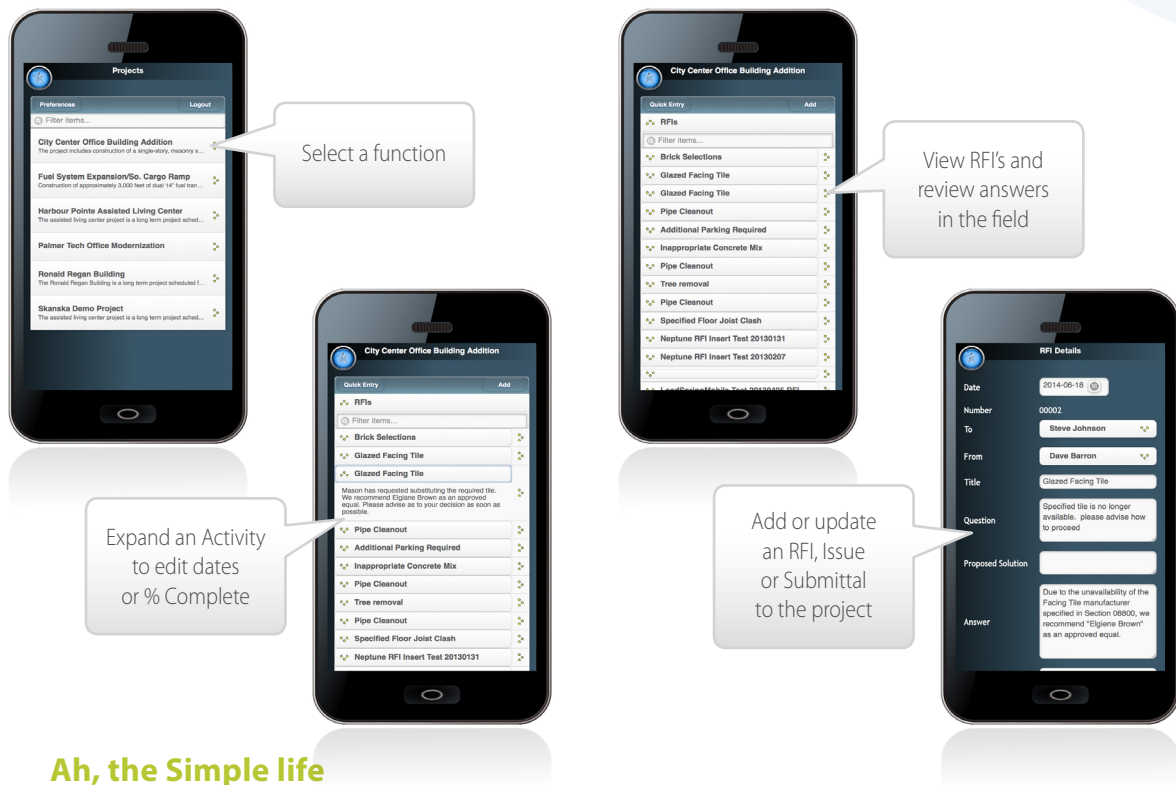 Projects
Preferences
Logout
Filter items...
City Center Office Building Addition
The project includes construction of a single-story, masonry s...
Fuel System Expansion/So. Cargo Ramp
Construction of approximately 3,000 feet of dual 14" fuel tran...
Harbour Pointe Assisted Living Center
The assisted living center project is a long term project sched...
Palmer Tech Office Modernization
Ronald Regan Building
The Ronald Regan Building is a long term project scheduled f...
Skanska Demo Project
The assisted living center project is a long term project sched...
Select a function
City Center Office Building Addition
Quick Entry
Add
RFIs
Filter items...
Brick Selections
Glazed Facing Tile
Glazed Facing Tile
Mason has requested substituting the required tile.
We recommend Elgiane Brown as an approved
equal. Please advise as to your decision as soon as
possible.
Pipe Cleanout
Additional Parking Required
Inappropriate Concrete Mix
Pipe Cleanout
Tree removal
Pipe Cleanout
Specified Floor Joist Clash
Neptune RFI Insert Test 20130131
Expand an Activity
to edit dates
or % Complete
City Center Office Building Addition
Quick Entry
Add
RFIs
Filter items...
Brick Selections
Glazed Facing Tile
Glazed Facing Tile
Pipe Cleanout
Additional Parking Required
Inappropriate Concrete Mix
Pipe Cleanout
Tree removal
Pipe Cleanout
Specified Floor Joist Clash
Neptune RFI Insert Test 20130131
Neptune RFI Insert Test 20130207
LoadSpringMobile Test 20130405 RFI
View RFI's and
review answers
in the field
RFI Details
Date
2014-06-18
Number
00002
To
Steve Johnson
From
Dave Barron
Title
Glazed Facing Tile
Question
Specified tile is no longer
available. please advise how
to proceed
Proposed Solution
Answer
Due to the unavailability of the
Facing Tile manufacturer
specified in Section 08800, we
recommend "Elgiene Brown"
as an approved equal.
Add or update
an RFI, Issue
or Submittal
to the project
Ah, the Simple life